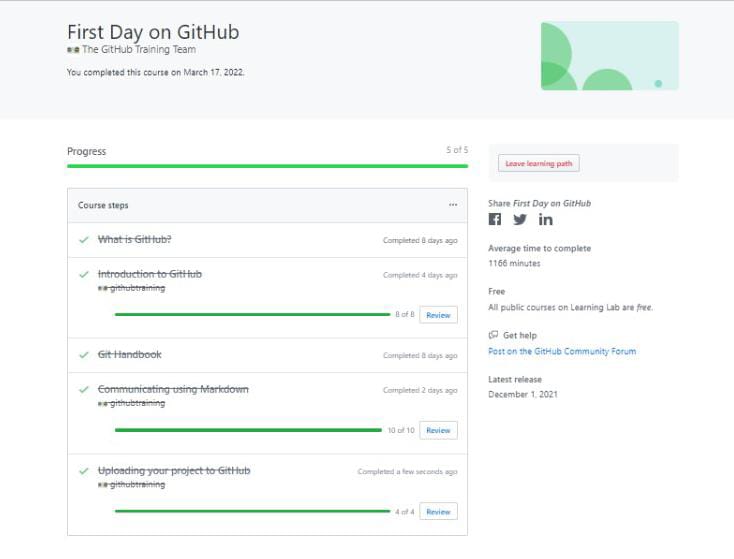 First Day on GitHub
The GitHub Training Team
You completed this course on March 17, 2022.
Progress
5 of 5
Course steps
...
What is GitHub?
Completed 8 days ago
Introduction to GitHub
Completed 4 days ago
githubtraining
8 of 8
Review
Git Handbook
Completed 8 days ago
Communicating using Markdown
Completed 2 days ago
githubtraining
10 of 10
Review
Uploading your project to GitHub
Completed a few seconds ago
githubtraining
4 of 4
Review
Leave learning path
Share First Day on GitHub
Average time to complete
1166 minutes
Free
All public courses on Learning Lab are free.
Get help
Post on the GitHub Community Forum
Latest release
December 1, 2021